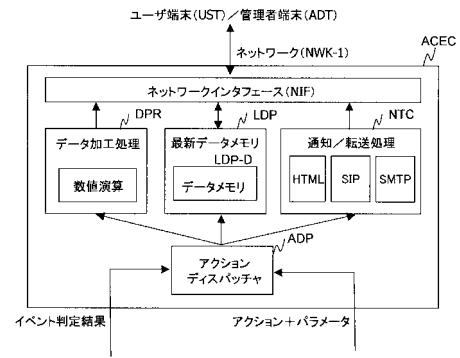 ユーザ端末(UST)／管理者端末(ADT)
ACEC
ネットワーク(NWK-1)
ネットワークインタフェース(NIF)
DPR
LDP
NTC
データ加工処理
数値演算
最新データメモリ
LDP-D
データメモリ
通知／転送処理
HTML
SIP
SMTP
ADP
アクション
ディスパッチャ
イベント判定結果
アクション＋パラメータ